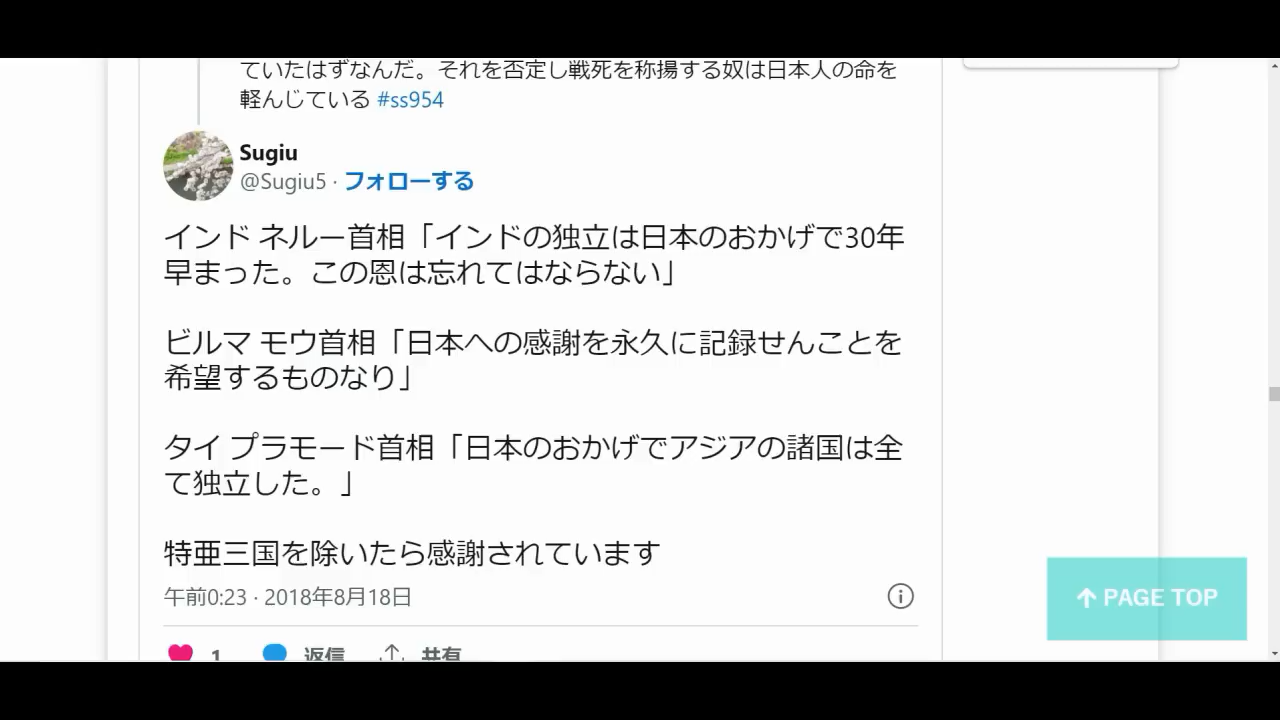 ていたはずなんだ。それを否定し戦死を称揚する奴は日本人の命を
軽んじている #ss954
Sugiu
@Sugiu5 · フォローする
インド ネルー首相「インドの独立は日本のおかげで30年
早まった。この恩は忘れてはならない」
ビルマ モウ首相「日本への感謝を永久に記録せんことを
希望するものなり」
タイ プラモード首相「日本のおかげでアジアの諸国は全
て独立した。」
特亜三国を除いたら感謝されています
午前0:23 · 2018年8月18日
1 返信 共有
↑ PAGE TOP